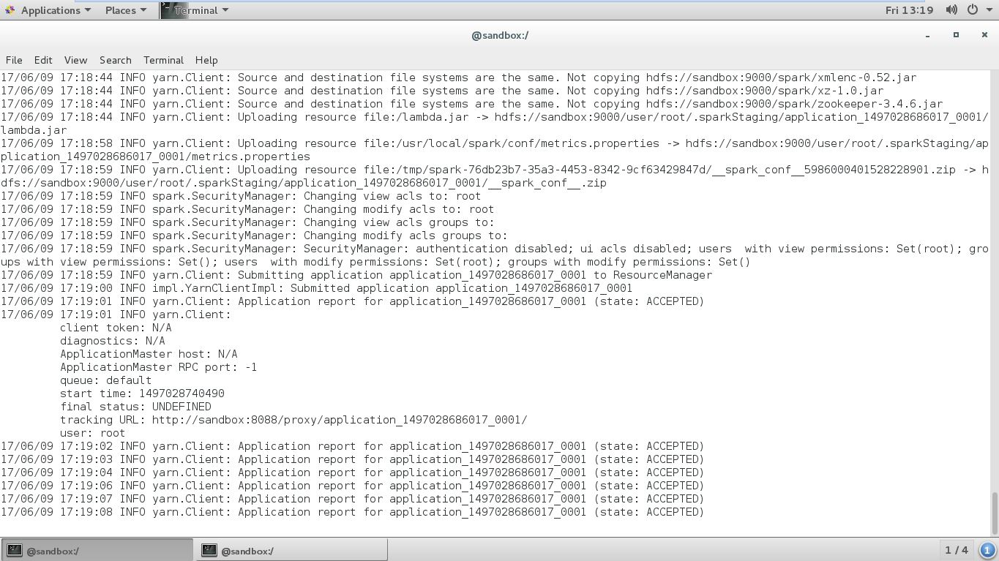 Applications Places Terminal Fri 13:19
@sandbox:/
File Edit View Search Terminal Help
17/06/09 17:18:44 INFO yarn.Client: Source and destination file systems are the same. Not copying hdfs://sandbox:9000/spark/xmlenc-0.52.jar
17/06/09 17:18:44 INFO yarn.Client: Source and destination file systems are the same. Not copying hdfs://sandbox:9000/spark/xz-1.0.jar
17/06/09 17:18:44 INFO yarn.Client: Source and destination file systems are the same. Not copying hdfs://sandbox:9000/spark/zookeeper-3.4.6.jar
17/06/09 17:18:44 INFO yarn.Client: Uploading resource file:/lambda.jar -> hdfs://sandbox:9000/user/root/.sparkStaging/application_1497028686017_0001/
lambda.jar
17/06/09 17:18:58 INFO yarn.Client: Uploading resource file:/usr/local/spark/conf/metrics.properties -> hdfs://sandbox:9000/user/root/.sparkStaging/ap
plication_1497028686017_0001/metrics.properties
17/06/09 17:18:59 INFO yarn.Client: Uploading resource file:/tmp/spark-76db23b7-35a3-4453-8342-9cf63429847d/__spark_conf__5986000401528228901.zip -> h
dfs://sandbox:9000/user/root/.sparkStaging/application_1497028686017_0001/__spark_conf__.zip
17/06/09 17:18:59 INFO spark.SecurityManager: Changing view acls to: root
17/06/09 17:18:59 INFO spark.SecurityManager: Changing modify acls to: root
17/06/09 17:18:59 INFO spark.SecurityManager: Changing view acls groups to:
17/06/09 17:18:59 INFO spark.SecurityManager: Changing modify acls groups to:
17/06/09 17:18:59 INFO spark.SecurityManager: SecurityManager: authentication disabled; ui acls disabled; users  with view permissions: Set(root); gro
ups with view permissions: Set(); users  with modify permissions: Set(root); groups with modify permissions: Set()
17/06/09 17:18:59 INFO yarn.Client: Submitting application application_1497028686017_0001 to ResourceManager
17/06/09 17:19:00 INFO impl.YarnClientImpl: Submitted application application_1497028686017_0001
17/06/09 17:19:01 INFO yarn.Client: Application report for application_1497028686017_0001 (state: ACCEPTED)
17/06/09 17:19:01 INFO yarn.Client:
client token: N/A
diagnostics: N/A
ApplicationMaster host: N/A
ApplicationMaster RPC port: -1
queue: default
start time: 1497028740490
final status: UNDEFINED
tracking URL: http://sandbox:8088/proxy/application_1497028686017_0001/
user: root
17/06/09 17:19:02 INFO yarn.Client: Application report for application_1497028686017_0001 (state: ACCEPTED)
17/06/09 17:19:03 INFO yarn.Client: Application report for application_1497028686017_0001 (state: ACCEPTED)
17/06/09 17:19:04 INFO yarn.Client: Application report for application_1497028686017_0001 (state: ACCEPTED)
17/06/09 17:19:06 INFO yarn.Client: Application report for application_1497028686017_0001 (state: ACCEPTED)
17/06/09 17:19:07 INFO yarn.Client: Application report for application_1497028686017_0001 (state: ACCEPTED)
17/06/09 17:19:08 INFO yarn.Client: Application report for application_1497028686017_0001 (state: ACCEPTED)
@sandbox:/ @sandbox:/ 1 / 4 1